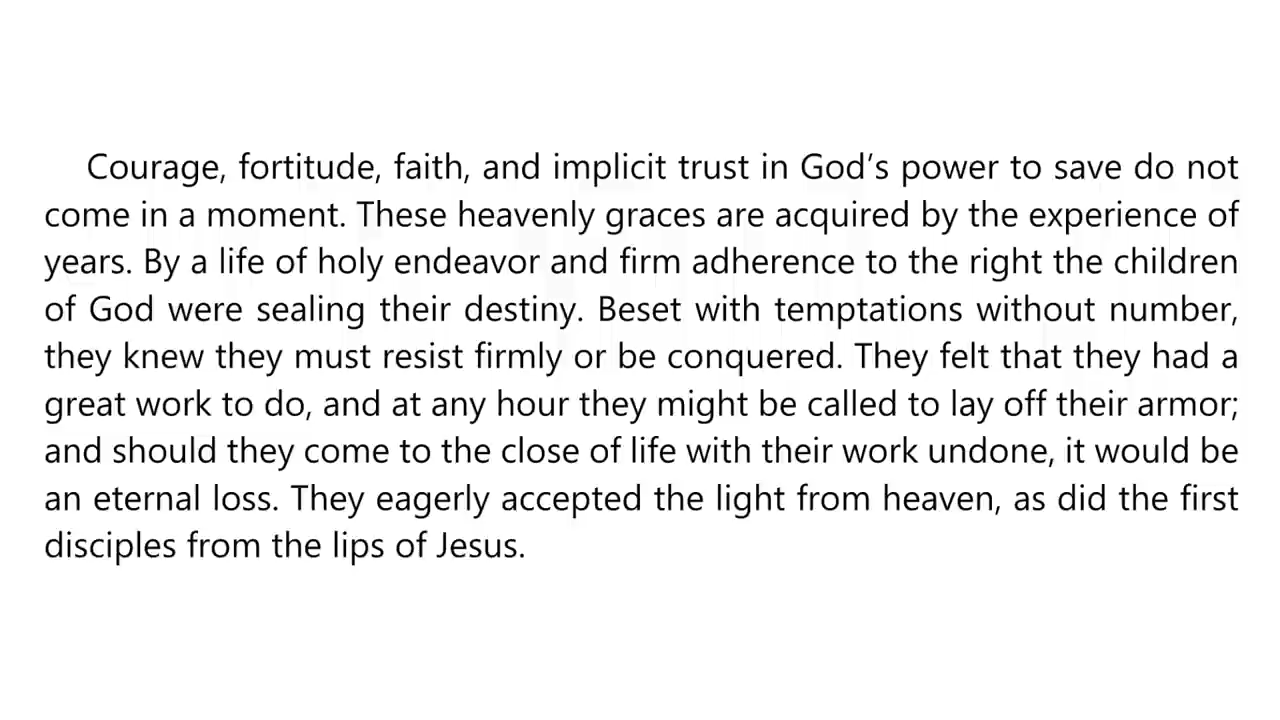 Courage, fortitude, faith, and implicit trust in God’s power to save do not
come in a moment. These heavenly graces are acquired by the experience of
years. By a life of holy endeavor and firm adherence to the right the children
of God were sealing their destiny. Beset with temptations without number,
they knew they must resist firmly or be conquered. They felt that they had a
great work to do, and at any hour they might be called to lay off their armor;
and should they come to the close of life with their work undone, it would be
an eternal loss. They eagerly accepted the light from heaven, as did the first
disciples from the lips of Jesus.